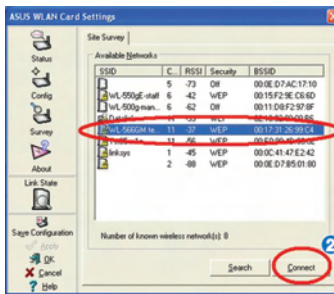 ASUS WLAN Card Settings
Status
Config
Survey
About
Link State
Save Configuration
Apply
OK
Cancel
Help
Site Survey
Available Networks
SSID C... RSSI Security BSSID
5 -73 Off 00:0E:D7:AC:17:10
WL-550gE-staff 6 -42 WEP 00:15:F2:9E:C6:6D
WL-500g-man... 6 -62 Off 00:11:D8:F2:97:8F
WL-566GM te... 11 -37 WEP 00:17:31:26:99:C4
11 -56 WEP
linksys 1 -45 WEP 00:0C:41:47:E2:42
2 -88 WEP 00:0E:D7:B5:01:80
Number of known wireless network(s): 8
Search
Connect
2